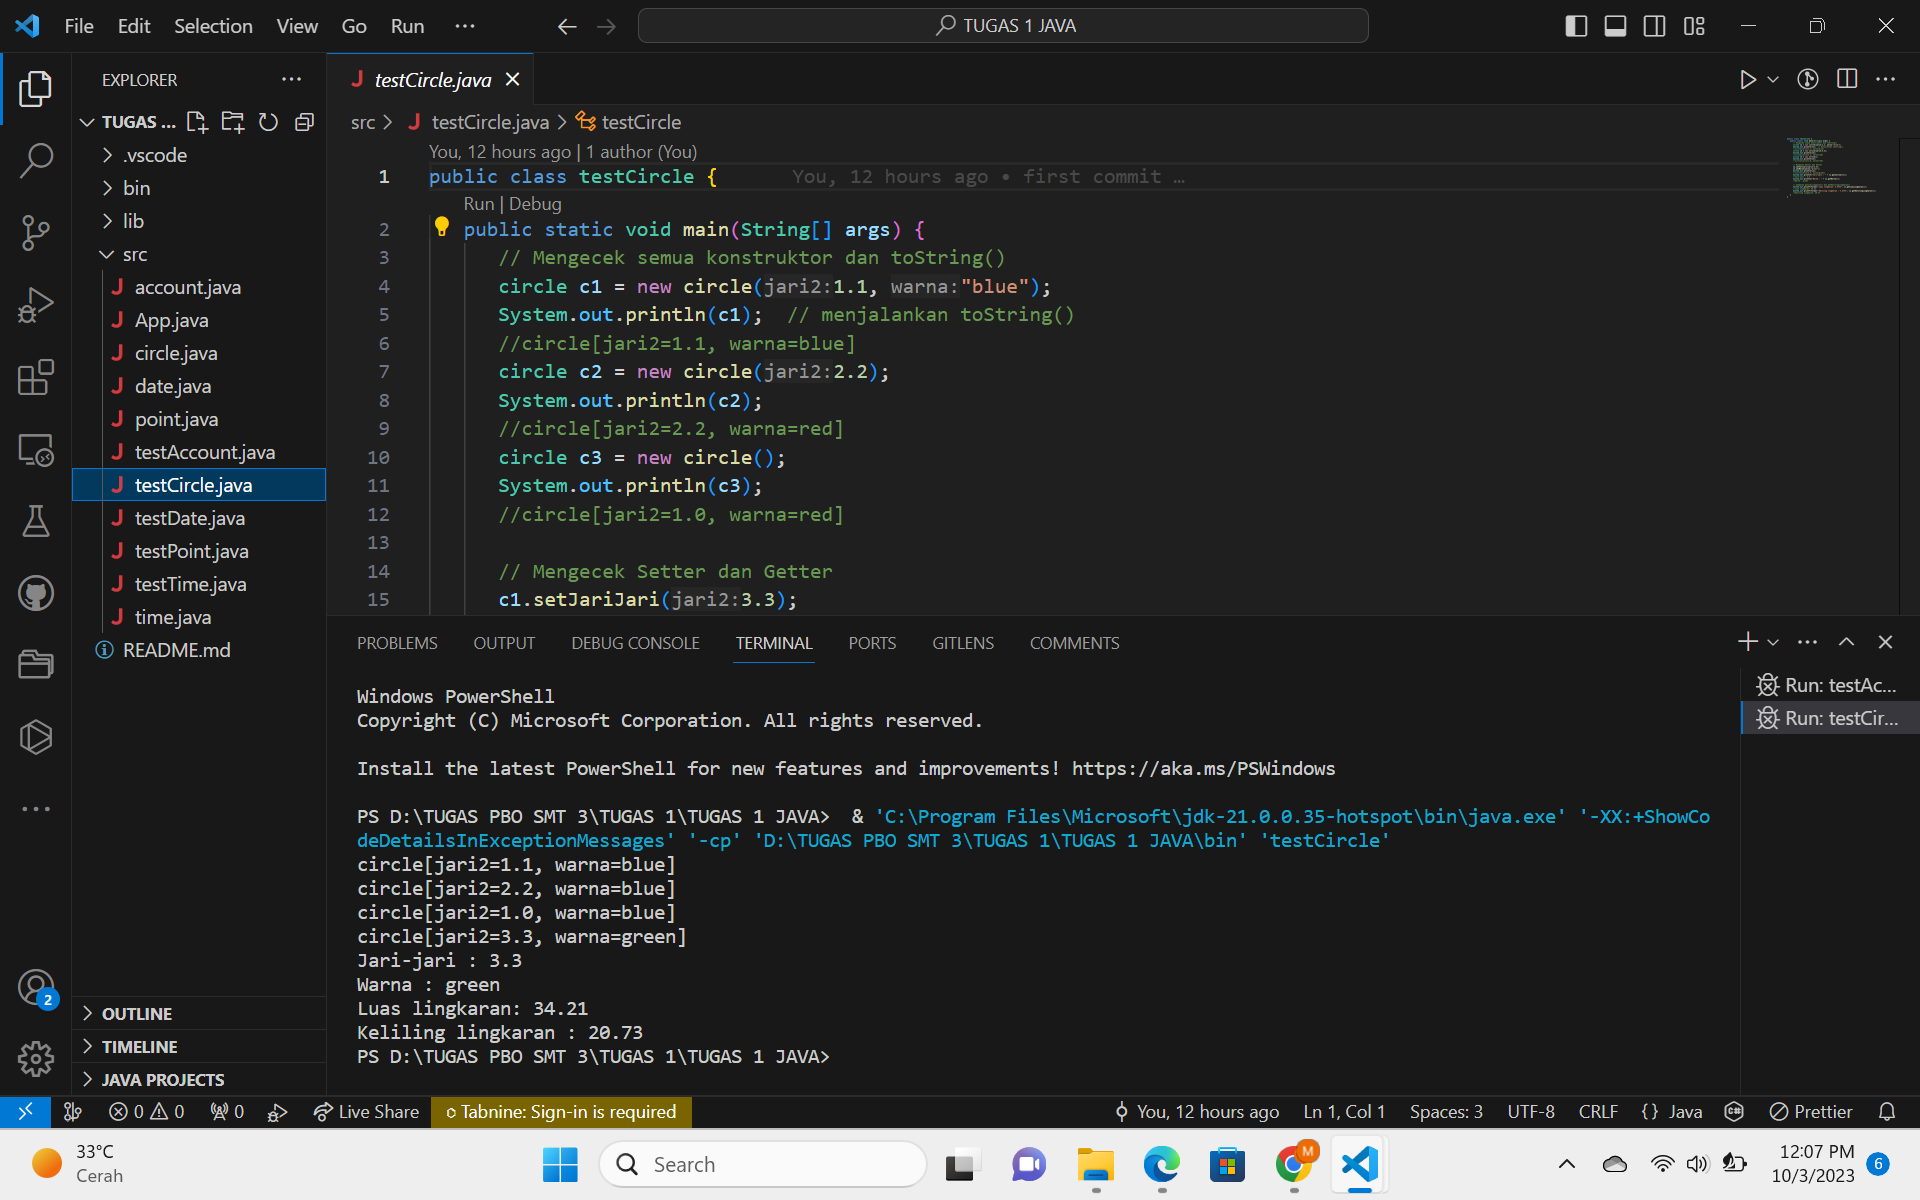 File Edit Selection View Go Run ···
TUGAS 1 JAVA
EXPLORER
TUGAS ...
.vscode
bin
lib
src
account.java
App.java
circle.java
date.java
point.java
testAccount.java
testCircle.java
testDate.java
testPoint.java
testTime.java
time.java
README.md
OUTLINE
TIMELINE
JAVA PROJECTS
2
testCircle.java
src > testCircle.java > testCircle
You, 12 hours ago | 1 author (You)
1 public class testCircle { You, 12 hours ago • first commit …
Run | Debug
2 public static void main(String[] args) {
3 // Mengecek semua konstruktor dan toString()
4 circle c1 = new circle(jari2:1.1, warna:"blue");
5 System.out.println(c1); // menjalankan toString()
6 //circle[jari2=1.1, warna=blue]
7 circle c2 = new circle(jari2:2.2);
8 System.out.println(c2);
9 //circle[jari2=2.2, warna=red]
10 circle c3 = new circle();
11 System.out.println(c3);
12 //circle[jari2=1.0, warna=red]
13
14 // Mengecek Setter dan Getter
15 c1.setJariJari(jari2:3.3);
PROBLEMS OUTPUT DEBUG CONSOLE TERMINAL PORTS GITLENS COMMENTS
Windows PowerShell
Copyright (C) Microsoft Corporation. All rights reserved.
Install the latest PowerShell for new features and improvements! https://aka.ms/PSWindows
PS D:\TUGAS PBO SMT 3\TUGAS 1\TUGAS 1 JAVA>  & 'C:\Program Files\Microsoft\jdk-21.0.0.35-hotspot\bin\java.exe' '-XX:+ShowCo
deDetailsInExceptionMessages' '-cp' 'D:\TUGAS PBO SMT 3\TUGAS 1\TUGAS 1 JAVA\bin' 'testCircle'
circle[jari2=1.1, warna=blue]
circle[jari2=2.2, warna=blue]
circle[jari2=1.0, warna=blue]
circle[jari2=3.3, warna=green]
Jari-jari : 3.3
Warna : green
Luas lingkaran: 34.21
Keliling lingkaran : 20.73
PS D:\TUGAS PBO SMT 3\TUGAS 1\TUGAS 1 JAVA>
Run: testAc...
Run: testCir...
0 0 0 Live Share Tabnine: Sign-in is required You, 12 hours ago Ln 1, Col 1 Spaces: 3 UTF-8 CRLF {} Java Prettier
33°C
Cerah
Search
M
12:07 PM
10/3/2023
6